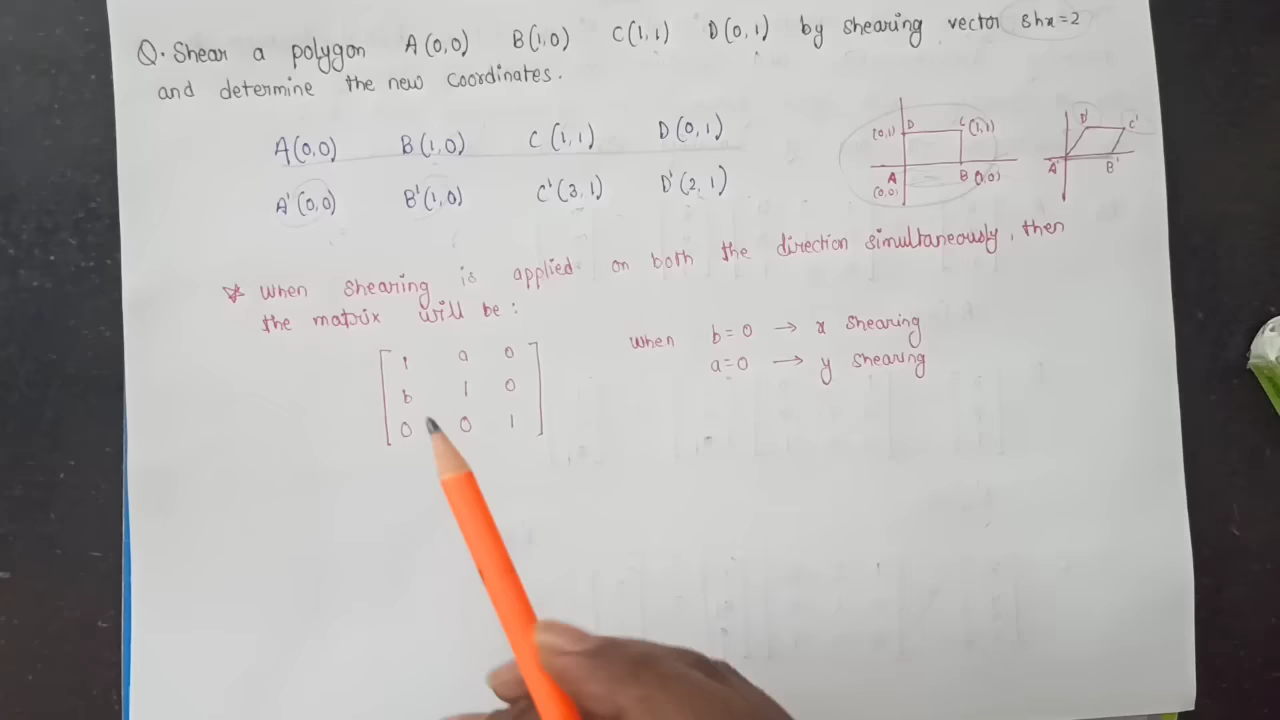 Q. Shear a polygon A(0,0) B(1,0) C(1,1) D(0,1) by shearing vector shx=2
and determine the new coordinates.
A(0,0) B(1,0) C(1,1) D(0,1)
A'(0,0) B'(1,0) C'(3,1) D'(2,1)
(0,1) D C (1,1)
A B (1,0)
(0,0)
D' C'
A' B'
* When shearing is applied on both the direction simultaneously, then
the matrix will be:
1 a 0
b 1 0
0 0 1
when b=0 → x shearing
a=0 → y shearing